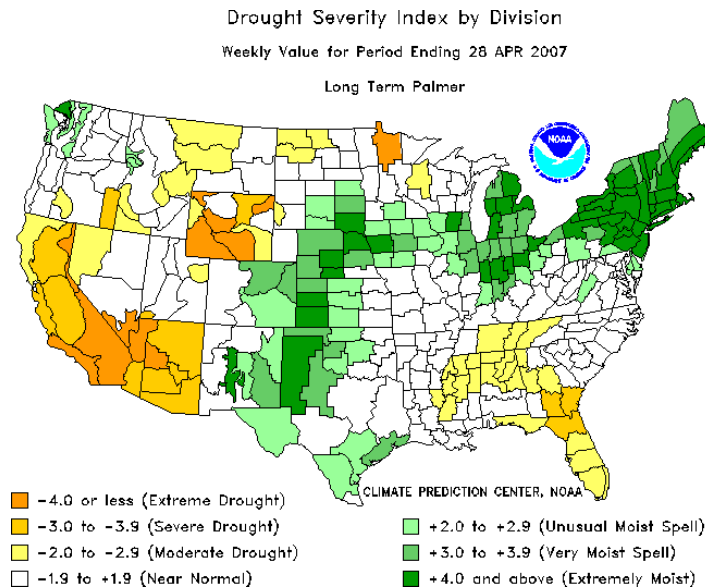 Drought Severity Index by Division
Weekly Value for Period Ending 28 APR 2007
Long Term Palmer
NOAA
CLIMATE PREDICTION CENTER, NOAA
-4.0 or less (Extreme Drought)
-3.0 to -3.9 (Severe Drought)
-2.0 to -2.9 (Moderate Drought)
-1.9 to +1.9 (Near Normal)
+2.0 to +2.9 (Unusual Moist Spell)
+3.0 to +3.9 (Very Moist Spell)
+4.0 and above (Extremely Moist)